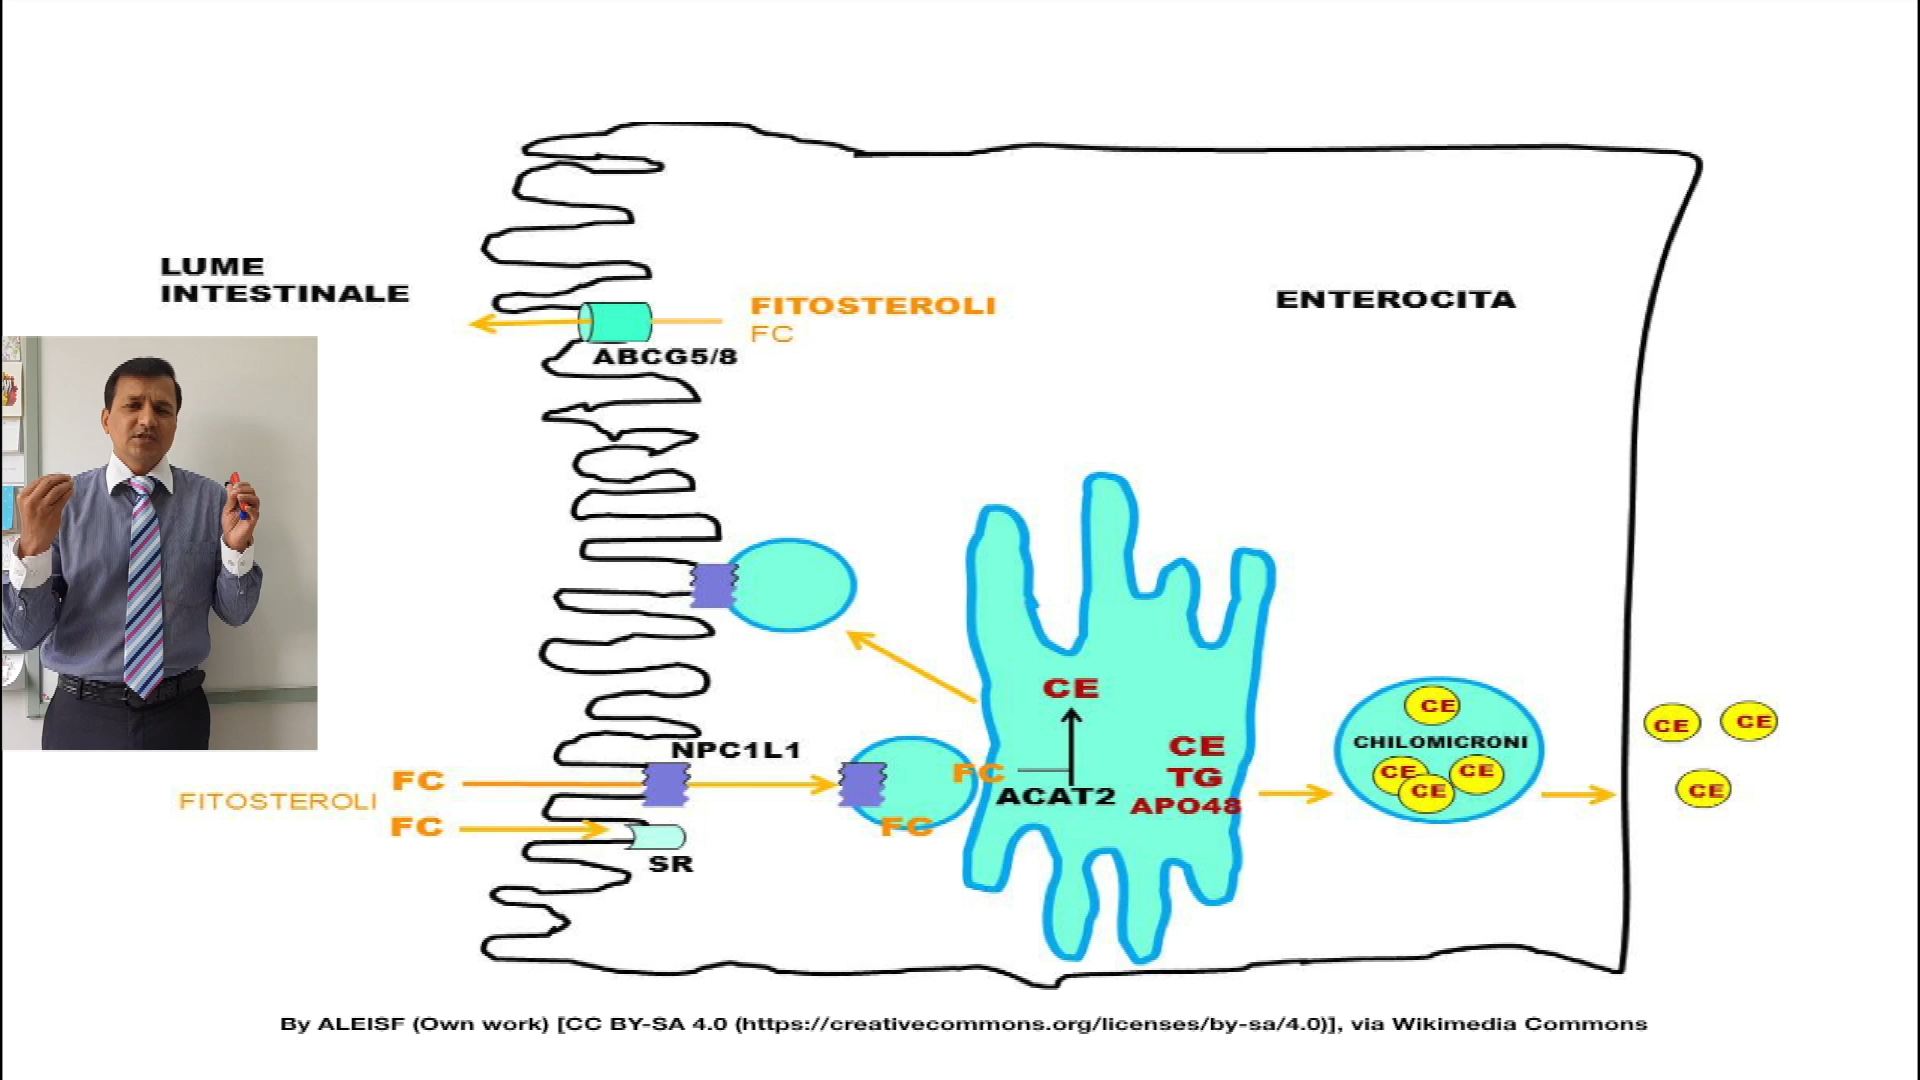 LUME
INTESTINALE
FITOSTEROLI
FC
ENTEROCITA
ABCG5/8
CE
NPC1L1
FC
FITOSTEROLI
FC
SR
FC
FC
ACAT2
CE
TG
APO48
CE
CHILOMICRONI
CE
CE
CE
CE
CE
CE
By ALEISF (Own work) [CC BY-SA 4.0 (https://creativecommons.org/licenses/by-sa/4.0)], via Wikimedia Commons